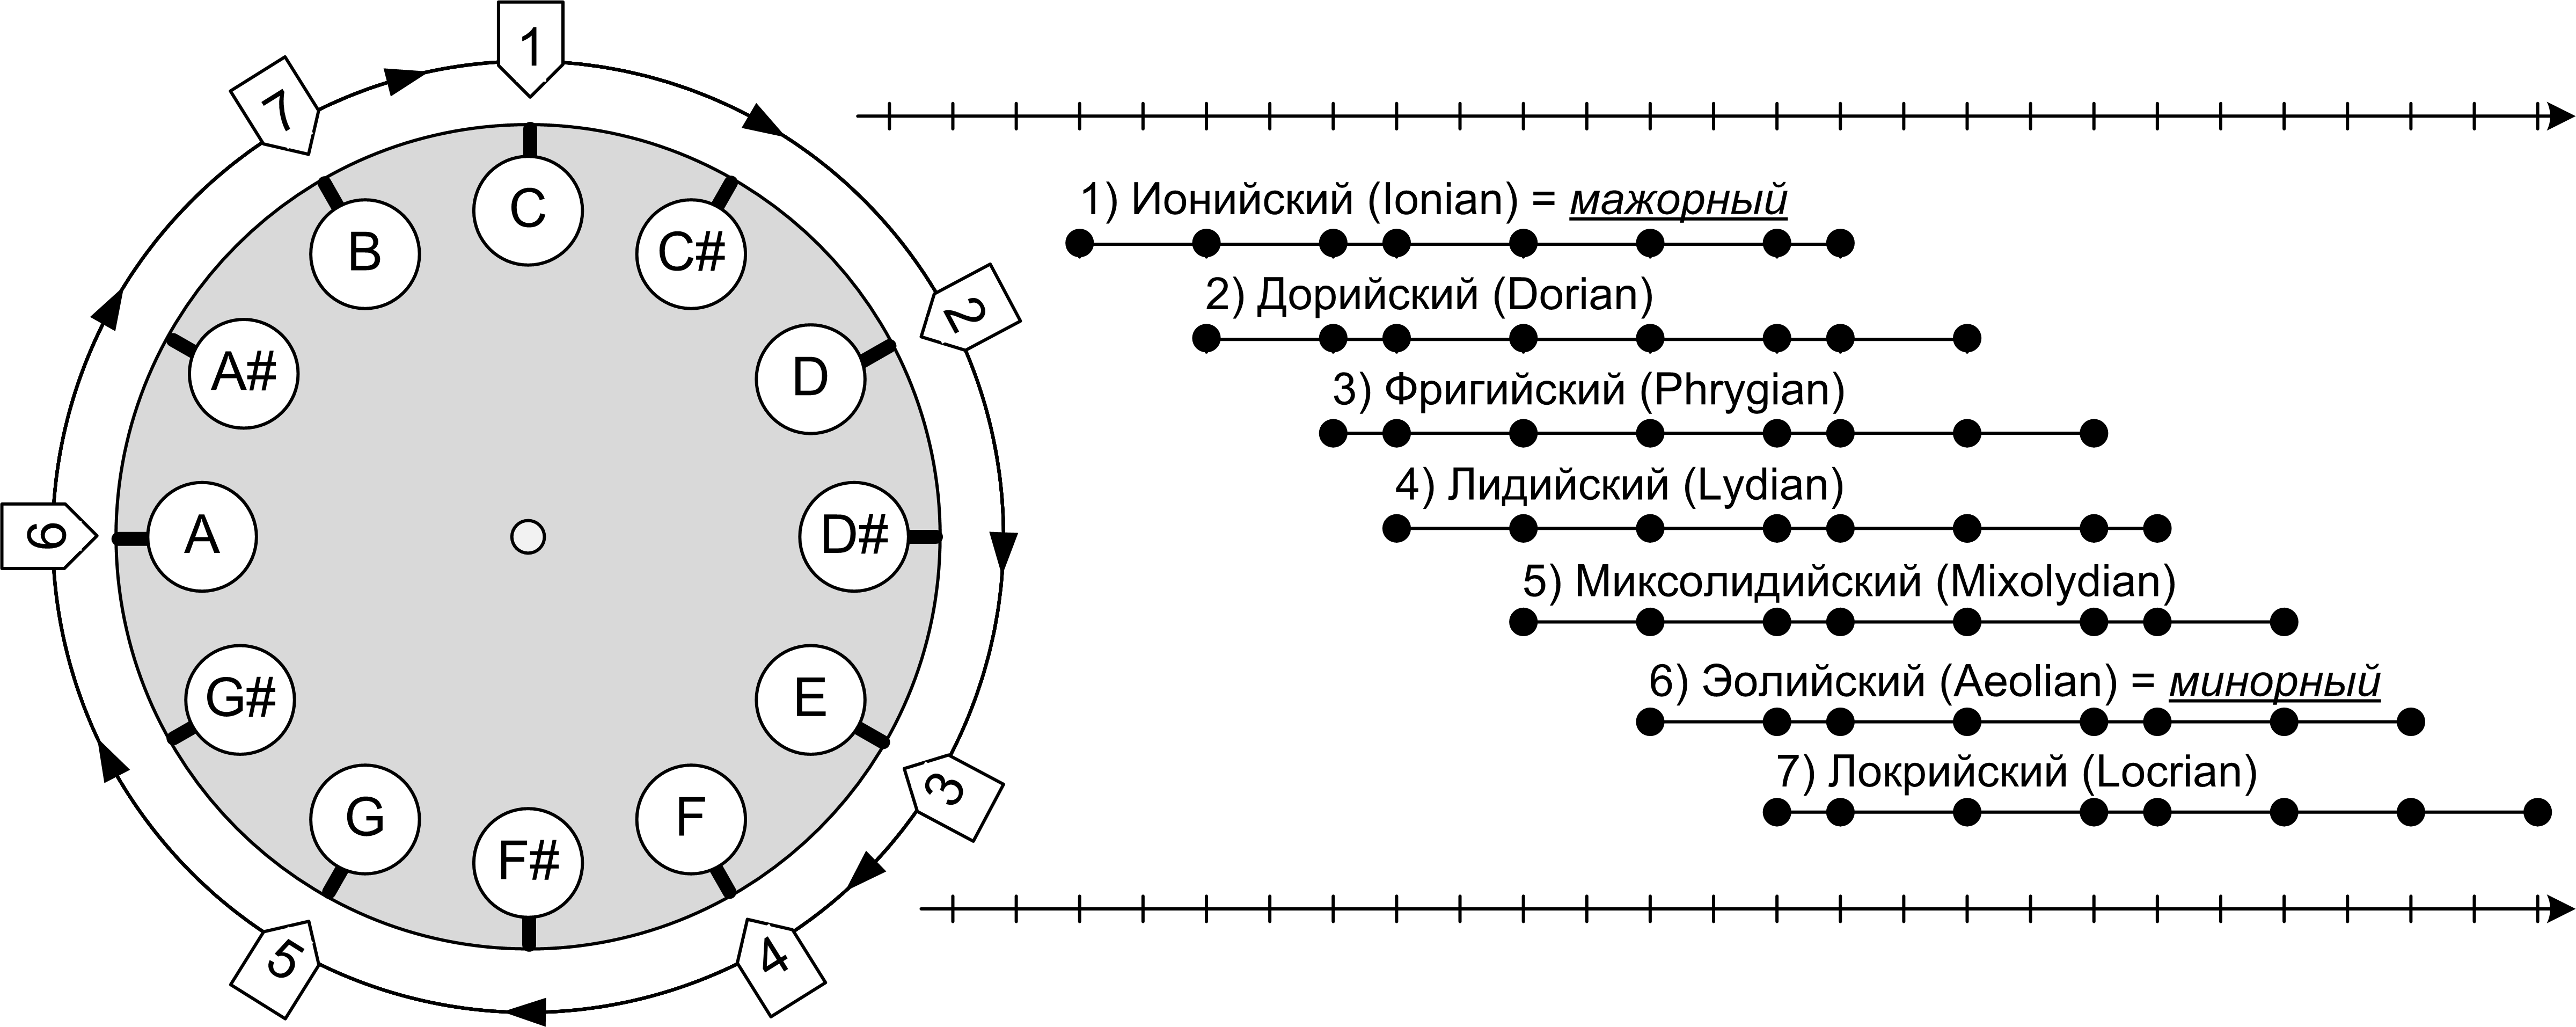 1
2
3
4
5
6
7
C
C#
D
D#
E
F
F#
G
G#
A
A#
B
1) Ионийский (Ionian) = мажорный
2) Дорийский (Dorian)
3) Фригийский (Phrygian)
4) Лидийский (Lydian)
5) Миксолидийский (Mixolydian)
6) Эолийский (Aeolian) = минорный
7) Локрийский (Locrian)